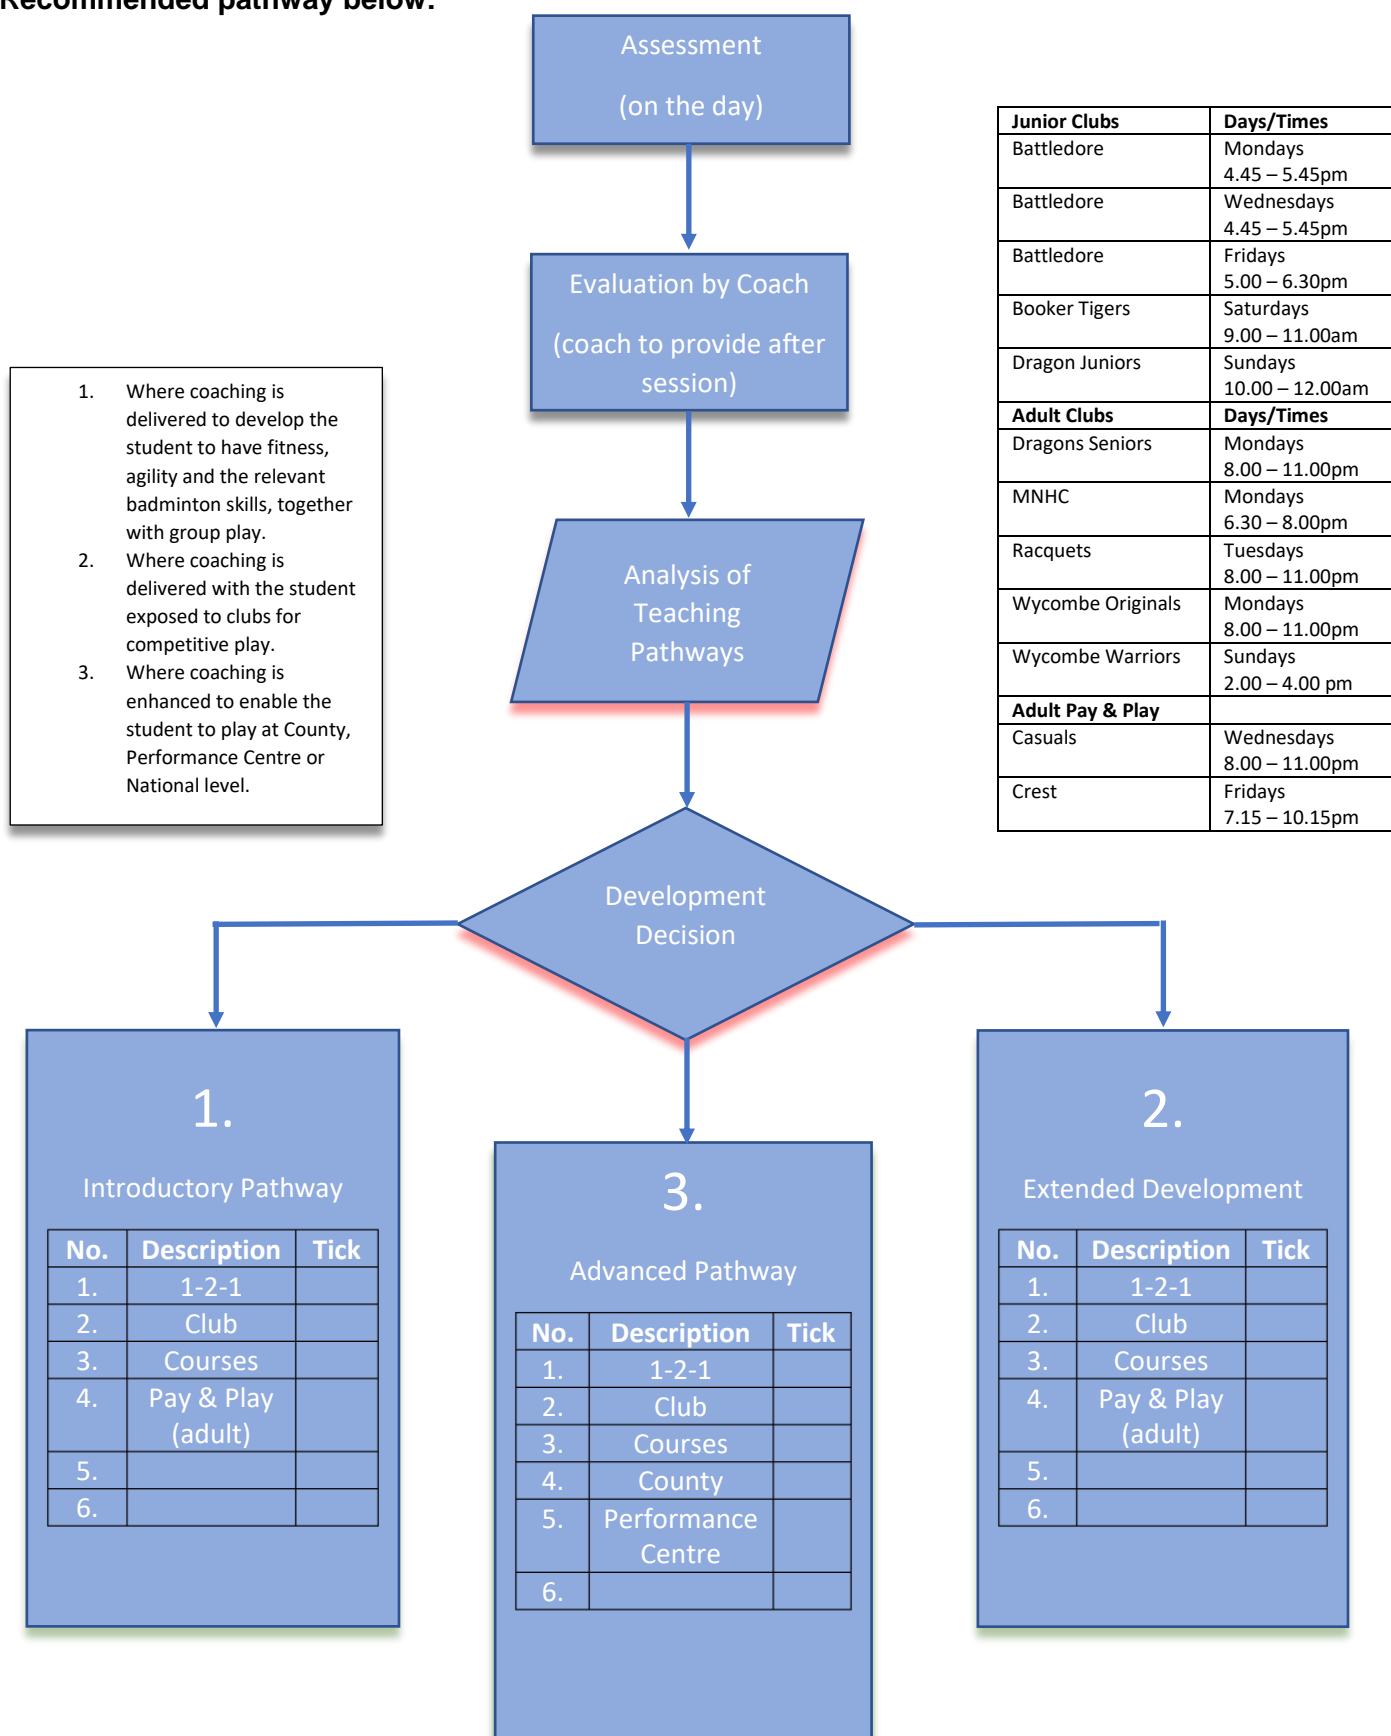 Recommended pathway below:
Assessment
(on the day)
Evaluation by Coach
(coach to provide after
session)
Analysis of
Teaching
Pathways
Development
Decision
1. Where coaching is
delivered to develop the
student to have fitness,
agility and the relevant
badminton skills, together
with group play.
2. Where coaching is
delivered with the student
exposed to clubs for
competitive play.
3. Where coaching is
enhanced to enable the
student to play at County,
Performance Centre or
National level.
Junior Clubs Days/Times
Battledore Mondays
4.45 – 5.45pm
Battledore Wednesdays
4.45 – 5.45pm
Battledore Fridays
5.00 – 6.30pm
Booker Tigers Saturdays
9.00 – 11.00am
Dragon Juniors Sundays
10.00 – 12.00am
Adult Clubs Days/Times
Dragons Seniors Mondays
8.00 – 11.00pm
MNHC Mondays
6.30 – 8.00pm
Racquets Tuesdays
8.00 – 11.00pm
Wycombe Originals Mondays
8.00 – 11.00pm
Wycombe Warriors Sundays
2.00 – 4.00 pm
Adult Pay & Play
Casuals Wednesdays
8.00 – 11.00pm
Crest Fridays
7.15 – 10.15pm
1.
Introductory Pathway
No. Description Tick
1. 1-2-1
2. Club
3. Courses
4. Pay & Play
(adult)
5.
6.
3.
Advanced Pathway
No. Description Tick
1. 1-2-1
2. Club
3. Courses
4. County
5. Performance
Centre
6.
2.
Extended Development
No. Description Tick
1. 1-2-1
2. Club
3. Courses
4. Pay & Play
(adult)
5.
6.